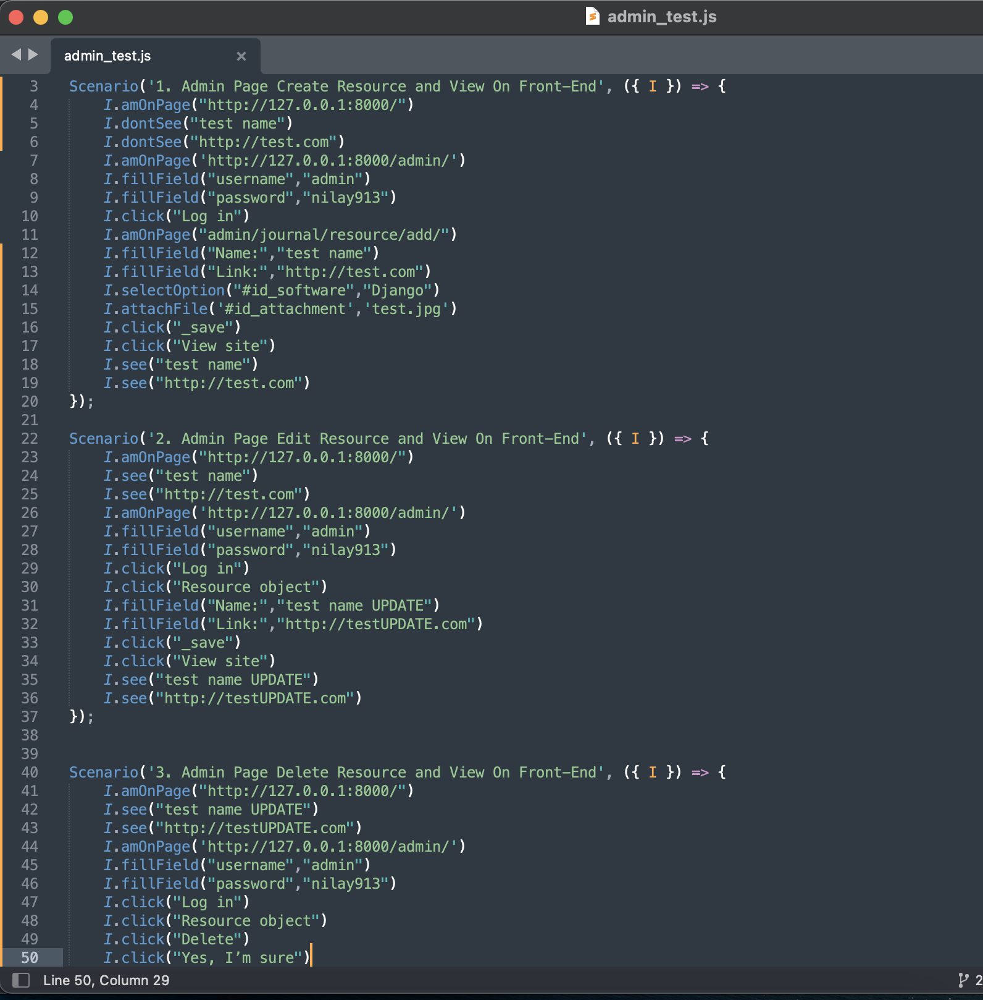 admin_test.js
admin_test.js ×
3 Scenario('1. Admin Page Create Resource and View On Front-End', ({ I }) => {
4 I.amOnPage("http://127.0.0.1:8000/")
5 I.dontSee("test name")
6 I.dontSee("http://test.com")
7 I.amOnPage('http://127.0.0.1:8000/admin/')
8 I.fillField("username","admin")
9 I.fillField("password","nilay913")
10 I.click("Log in")
11 I.amOnPage("admin/journal/resource/add/")
12 I.fillField("Name:","test name")
13 I.fillField("Link:","http://test.com")
14 I.selectOption("#id_software","Django")
15 I.attachFile('#id_attachment','test.jpg')
16 I.click("_save")
17 I.click("View site")
18 I.see("test name")
19 I.see("http://test.com")
20 });
21
22 Scenario('2. Admin Page Edit Resource and View On Front-End', ({ I }) => {
23 I.amOnPage("http://127.0.0.1:8000/")
24 I.see("test name")
25 I.see("http://test.com")
26 I.amOnPage('http://127.0.0.1:8000/admin/')
27 I.fillField("username","admin")
28 I.fillField("password","nilay913")
29 I.click("Log in")
30 I.click("Resource object")
31 I.fillField("Name:","test name UPDATE")
32 I.fillField("Link:","http://testUPDATE.com")
33 I.click("_save")
34 I.click("View site")
35 I.see("test name UPDATE")
36 I.see("http://testUPDATE.com")
37 });
38
39
40 Scenario('3. Admin Page Delete Resource and View On Front-End', ({ I }) => {
41 I.amOnPage("http://127.0.0.1:8000/")
42 I.see("test name UPDATE")
43 I.see("http://testUPDATE.com")
44 I.amOnPage('http://127.0.0.1:8000/admin/')
45 I.fillField("username","admin")
46 I.fillField("password","nilay913")
47 I.click("Log in")
48 I.click("Resource object")
49 I.click("Delete")
50 I.click("Yes, I’m sure")
Line 50, Column 29 2